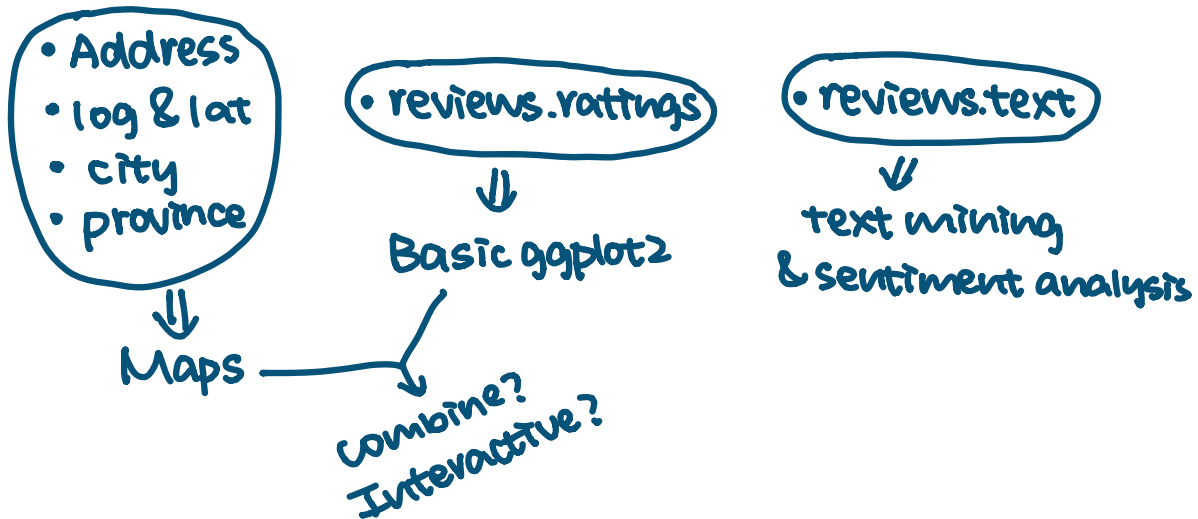 • Address
• log & lat
• city
• province
Maps
• reviews.ratings
Basic ggplot2
combine?
Interactive?
• reviews.text
text mining
& sentiment analysis